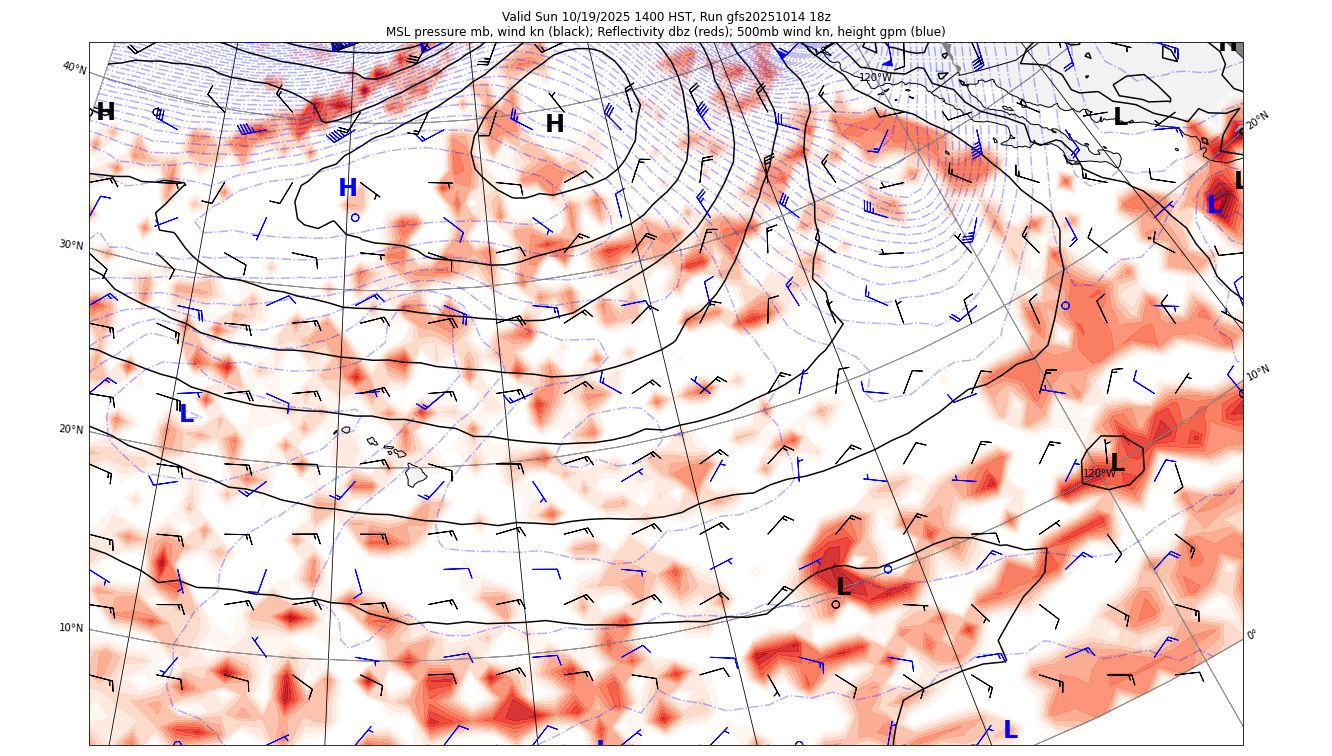 Valid Sun 10/19/2025 1400 HST, Run gfs20251014 18z
MSL pressure mb, wind kn (black); Reflectivity dbz (reds); 500mb wind kn, height gpm (blue)
H
40°N
120°W
H
H
L
20°N
H
L
L
30°N
10°N
L
20°N
L
120°W
L
10°N
0°
L
L